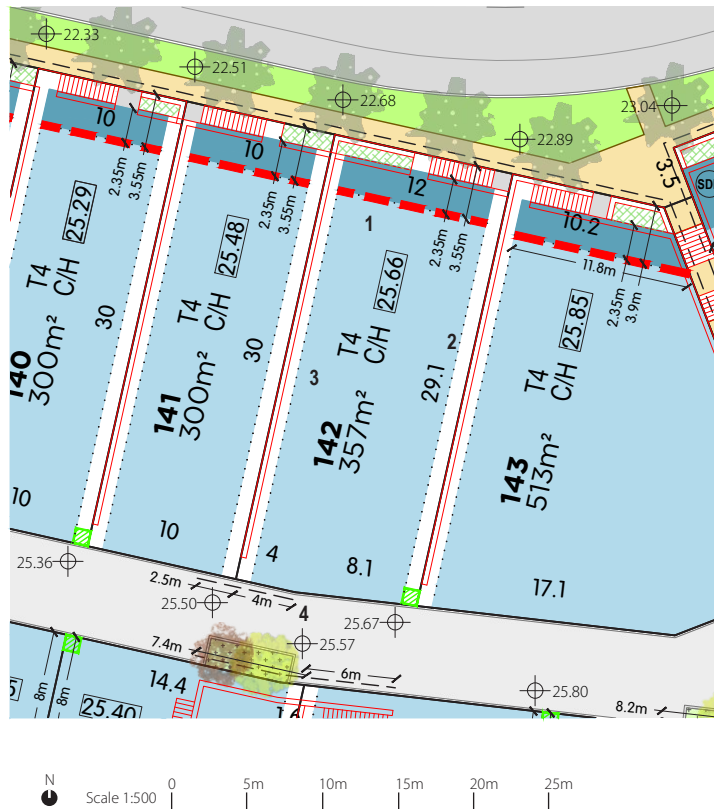 22.33
22.51
22.68
22.89
23.04
3.5
SD
10
2.35m
3.55m
10
2.35m
3.55m
12
2.35m
3.55m
10.2
11.8m
2.35m
3.9m
1
2
3
4
25.29
T4
C/H
140
300m²
10
30
25.48
T4
C/H
141
300m²
10
30
25.66
T4
C/H
142
357m²
4
8.1
29.1
25.85
T4
C/H
143
513m²
17.1
25.36
2.5m
25.50
4m
25.67
25.57
7.4m
6m
25.80
8.2m
14.4
8m
8m
25.40
1.6
N
Scale 1:500
0
5m
10m
15m
20m
25m